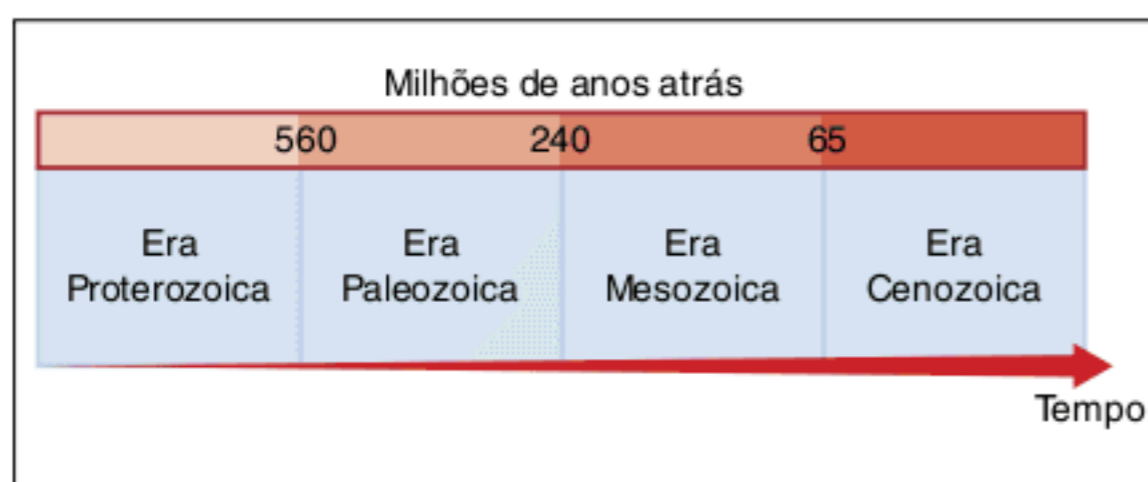 Milhões de anos atrás
560 240 65
Era Era Era Era
Proterozoica Paleozoica Mesozoica Cenozoica
Tempo